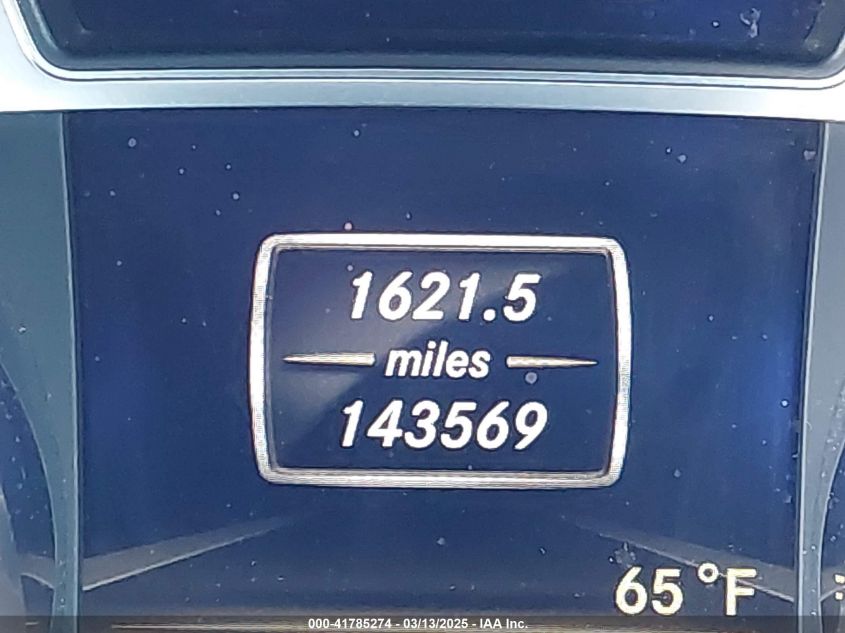 1621.5
miles
143569
65°F
000-41785274 - 03/13/2025 - IAA Inc.